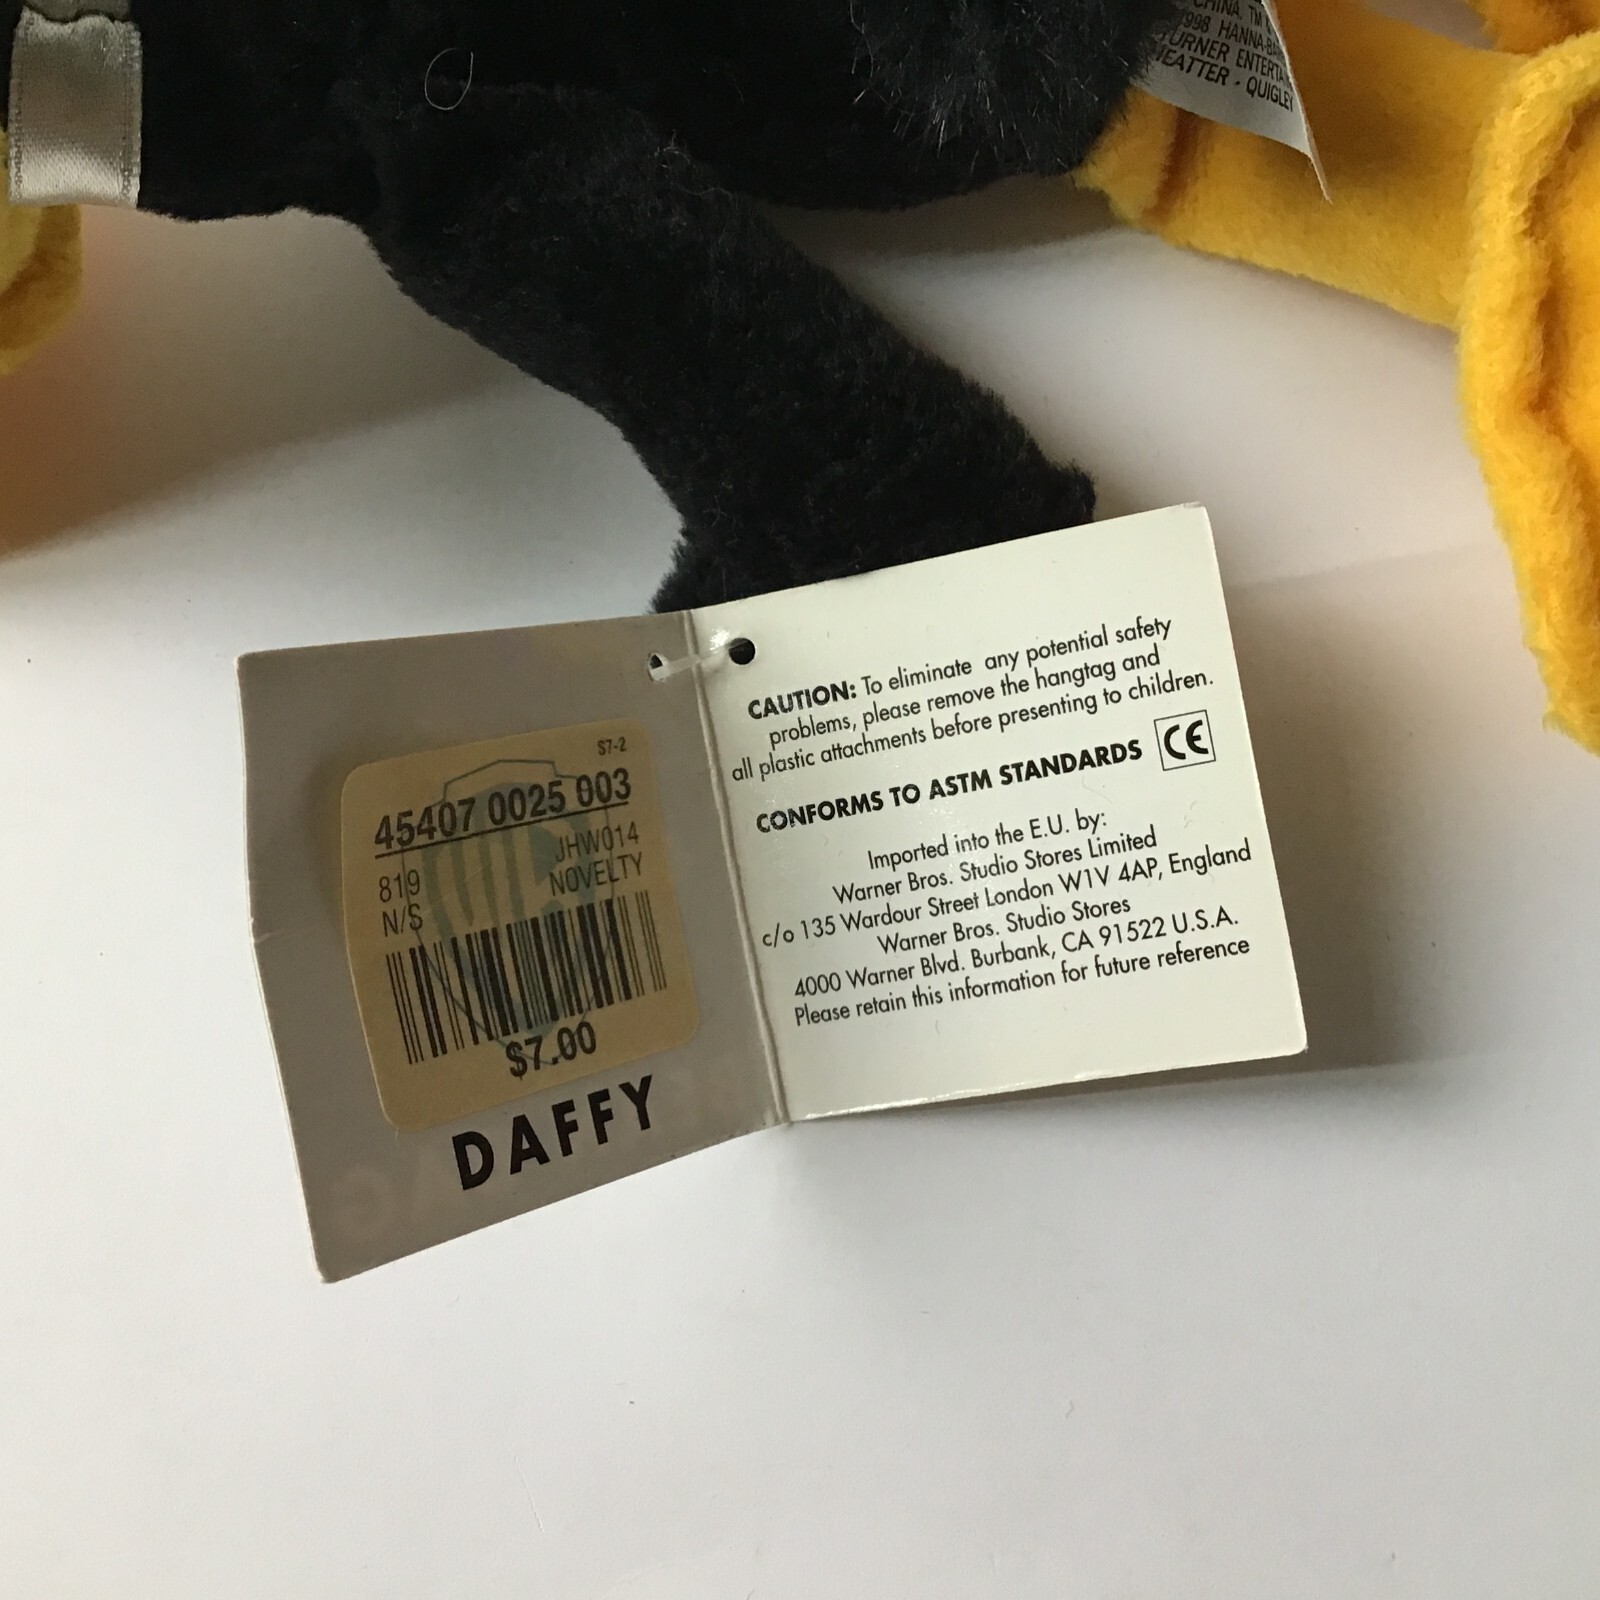 CHINA. TM
1998 HANNA-BA
TURNER ENTERTA
HEATTER - QUIGLEY
S7-2
45407 0025 003
JHW014
819 NOVELTY
N/S
$7.00
DAFFY
CAUTION: To eliminate any potential safety
problems, please remove the hangtag and
all plastic attachments before presenting to children.
CONFORMS TO ASTM STANDARDS CE
Imported into the E.U. by:
Warner Bros. Studio Stores Limited
c/o 135 Wardour Street London W1V 4AP, England
Warner Bros. Studio Stores
4000 Warner Blvd. Burbank, CA 91522 U.S.A.
Please retain this information for future reference